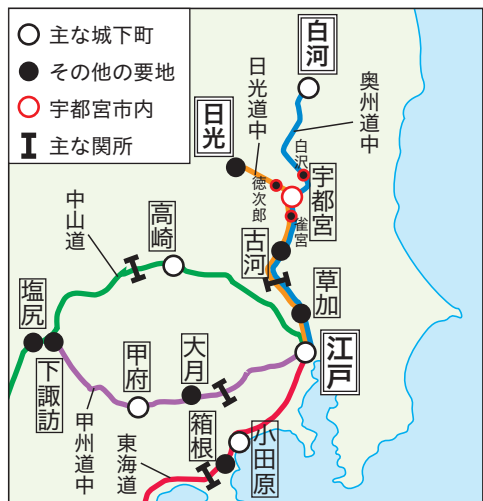 主な城下町
その他の要地
宇都宮市内
主な関所
白河
日光道中
奥州道中
日光
白沢
徳次郎
宇都宮
雀宮
中山道
高崎
古河
草加
塩尻
下諏訪
江戸
大月
甲府
甲州道中
箱根
小田原
東海道